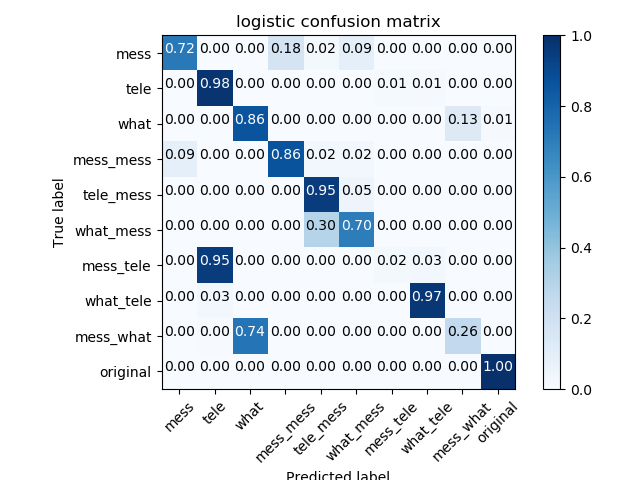 logistic confusion matrix
mess 0.72 0.00 0.00 0.18 0.02 0.09 0.00 0.00 0.00 0.00
tele 0.00 0.98 0.00 0.00 0.00 0.00 0.01 0.01 0.00 0.00
what 0.00 0.00 0.86 0.00 0.00 0.00 0.00 0.00 0.13 0.01
mess_mess 0.09 0.00 0.00 0.86 0.02 0.02 0.00 0.00 0.00 0.00
tele_mess 0.00 0.00 0.00 0.00 0.95 0.05 0.00 0.00 0.00 0.00
what_mess 0.00 0.00 0.00 0.00 0.30 0.70 0.00 0.00 0.00 0.00
mess_tele 0.00 0.95 0.00 0.00 0.00 0.00 0.02 0.03 0.00 0.00
what_tele 0.00 0.03 0.00 0.00 0.00 0.00 0.00 0.97 0.00 0.00
mess_what 0.00 0.00 0.74 0.00 0.00 0.00 0.00 0.00 0.26 0.00
original 0.00 0.00 0.00 0.00 0.00 0.00 0.00 0.00 0.00 1.00
mess tele what mess_mess tele_mess what_mess mess_tele what_tele mess_what original
True label
Predicted label
1.0
0.8
0.6
0.4
0.2
0.0